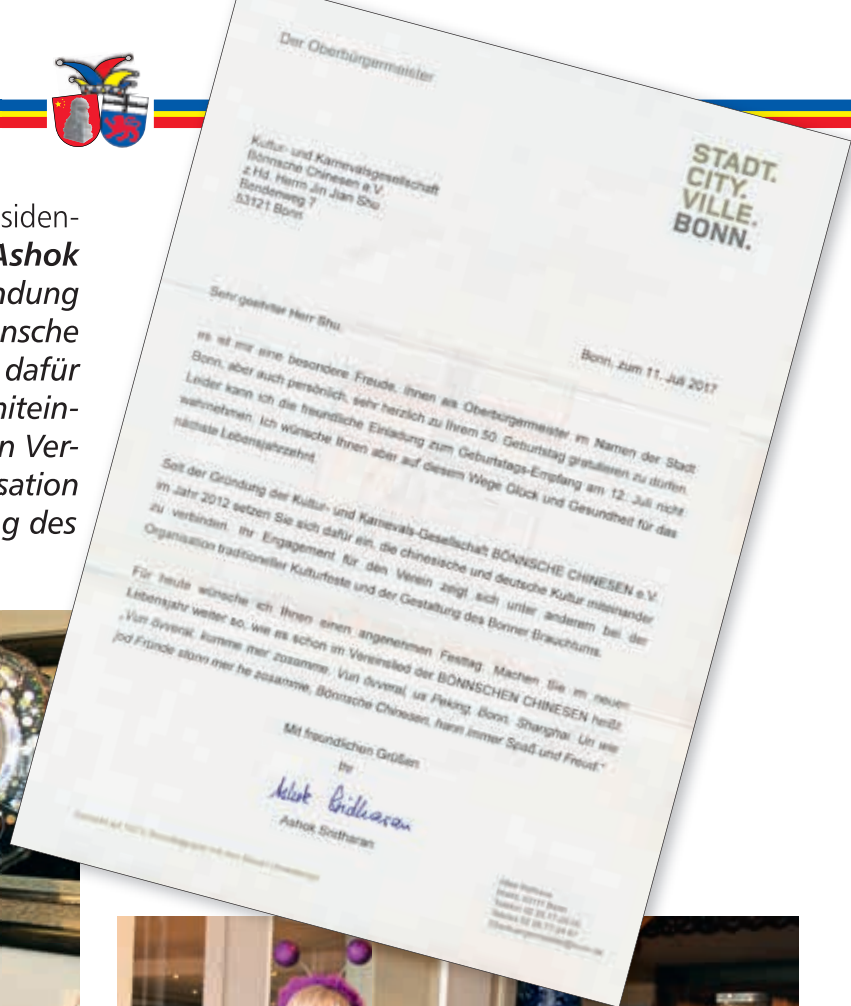 Der Oberbürgermeister
Kultur- und Karnevalsgesellschaft
Bönnsche Chinesen e.V.
z.Hd. Herrn Jin Jian Shu
Bendenweg 7
53121 Bonn
STADT.
CITY.
VILLE.
BONN.
siden-
Ashok
ndung
nsche
dafür
nitein-
n Ver-
sation
g des
Sehr geehrter Herr Shu,
Bonn, zum 11. Juli 2017
es ist mir eine besondere Freude, Ihnen als Oberbürgermeister im Namen der Stadt
Bonn, aber auch persönlich, sehr herzlich zu Ihrem 50. Geburtstag gratulieren zu dürfen.
Leider kann ich die freundliche Einladung zum Geburtstags-Empfang am 12. Juli nicht
wahrnehmen. Ich wünsche Ihnen aber auf diesem Wege Glück und Gesundheit für das
nächste Lebensjahrzehnt.
Seit der Gründung der Kultur- und Karnevals-Gesellschaft BÖNNSCHE CHINESEN e.V.
im Jahr 2012 setzen Sie sich dafür ein, die chinesische und deutsche Kultur miteinander
zu verbinden. Ihr Engagement für den Verein zeigt sich unter anderem bei der
Organisation traditioneller Kulturfeste und der Gestaltung des Bonner Brauchtums.
Für heute wünsche ich Ihnen einen angenehmen Festtag. Machen Sie im neuen
Lebensjahr weiter so, wie es schon im Vereinslied der BÖNNSCHEN CHINESEN heißt:
„Vun övveral, kumme mer zosamme, Vun övveral, us Peking, Bonn, Shanghai. Un wie
jod Fründe stonn mer he zosamme, Bönnsche Chinesen, hann immer Spaß und Freud.“
Mit freundlichen Grüßen
Ihr
Ashok Sridharan
Ashok Sridharan